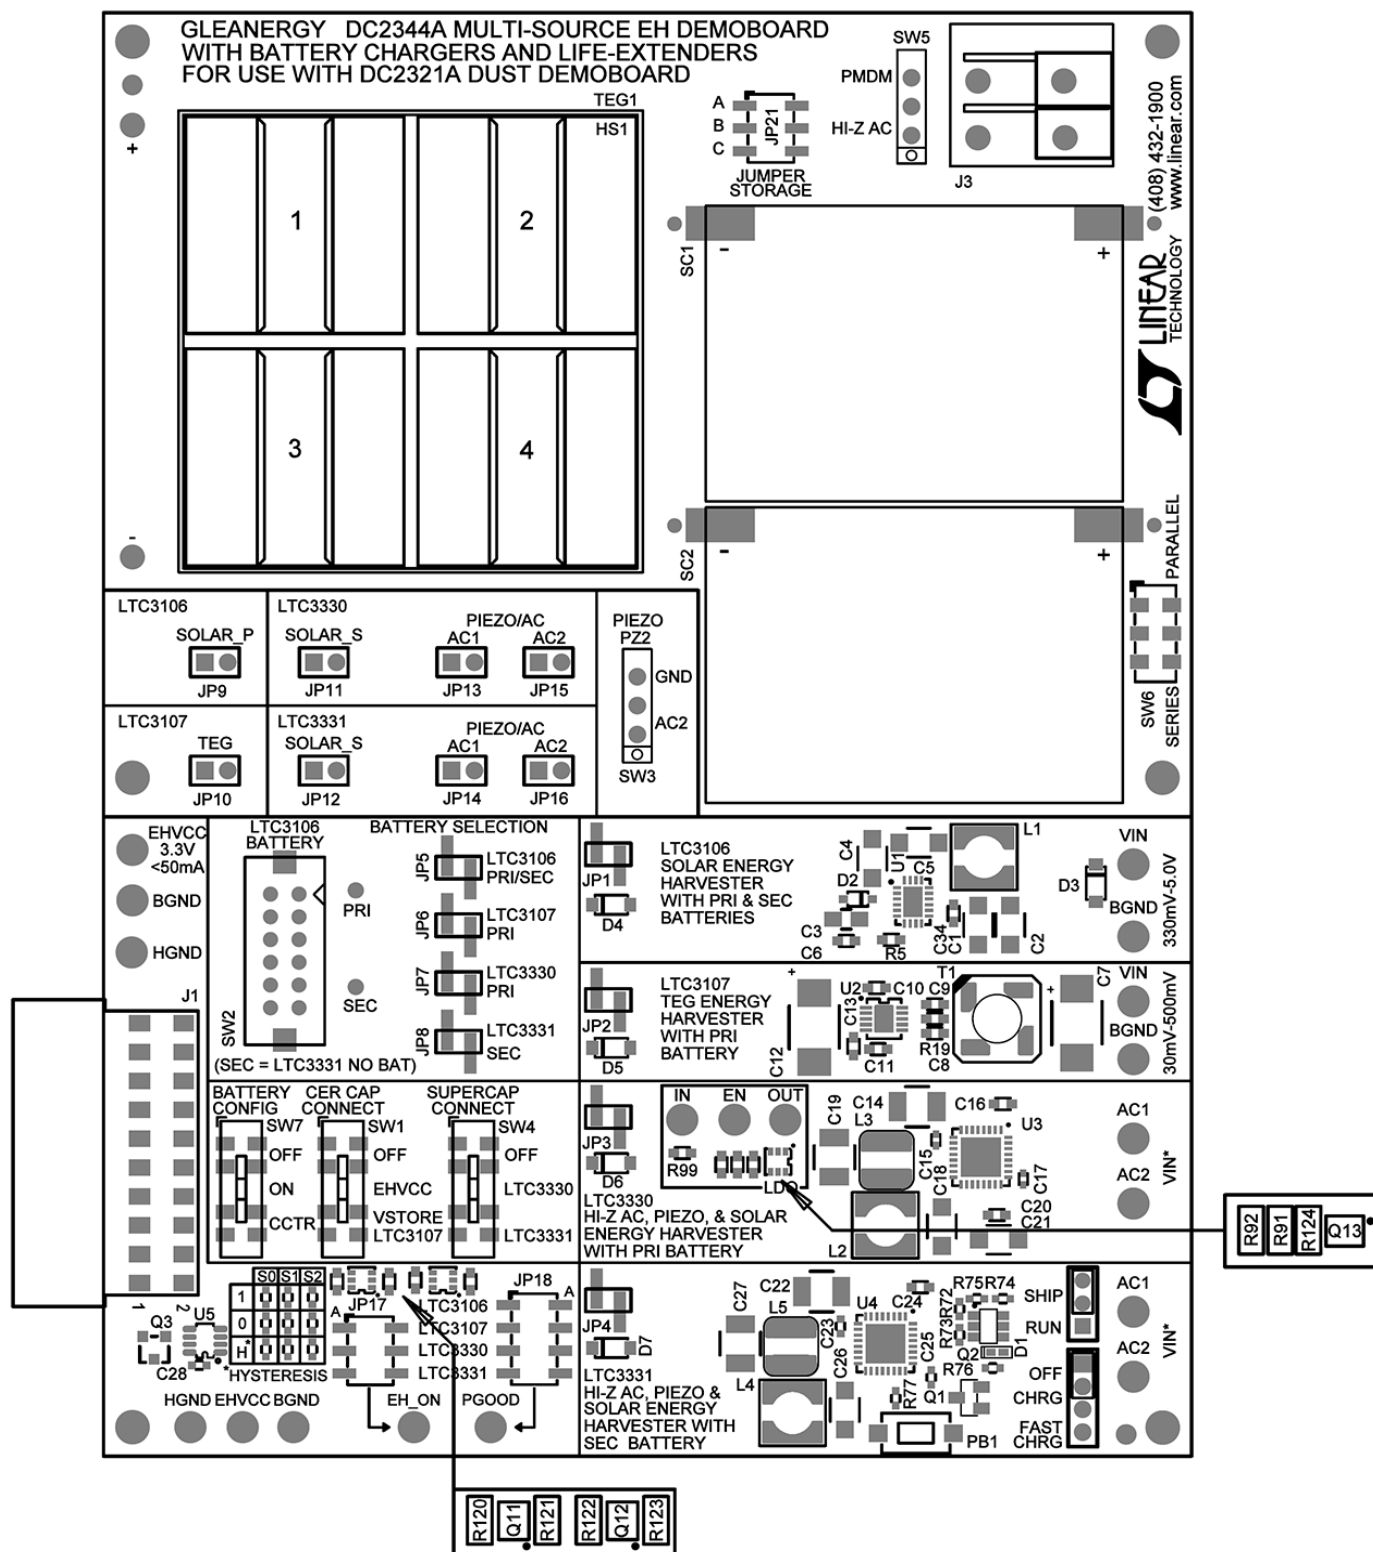 GLEANERGY DC2344A MULTI-SOURCE EH DEMOBOARD
WITH BATTERY CHARGERS AND LIFE-EXTENDERS
FOR USE WITH DC2321A DUST DEMOBOARD
TEG1
HS1
+
1
2
3
4
-
SW5
PMDM
HI-Z AC
A
B
C
JP21
JUMPER
STORAGE
J3
(408) 432-1900
www.linear.com
LINEAR
TECHNOLOGY
SC1
-
+
SC2
-
+
PARALLEL
SW6
SERIES
LTC3106
SOLAR_P
JP9
LTC3330
SOLAR_S
JP11
PIEZO/AC
AC1
AC2
JP13
JP15
PIEZO
PZ2
GND
AC2
SW3
LTC3107
TEG
JP10
LTC3331
SOLAR_S
JP12
PIEZO/AC
AC1
AC2
JP14
JP16
EHVCC
3.3V
<50mA
BGND
HGND
J1
1
2
LTC3106
BATTERY
PRI
SEC
SW2
(SEC = LTC3331 NO BAT)
BATTERY SELECTION
JP5
LTC3106
PRI/SEC
JP6
LTC3107
PRI
JP7
LTC3330
PRI
JP8
LTC3331
SEC
JP1
D4
LTC3106
SOLAR ENERGY
HARVESTER
WITH PRI & SEC
BATTERIES
C4
U1
C5
L1
D2
C3
C6
R5
C34
C1
C2
D3
VIN
BGND
330mV-5.0V
JP2
D5
LTC3107
TEG ENERGY
HARVESTER
WITH PRI
BATTERY
+
C12
C13
U2
C10
C9
C11
R19
C8
T1
+
C7
VIN
BGND
30mV-500mV
BATTERY
CONFIG
SW7
OFF
ON
CCTR
CER CAP
CONNECT
SW1
OFF
EHVCC
VSTORE
LTC3107
SUPERCAP
CONNECT
SW4
OFF
LTC3330
LTC3331
JP3
D6
IN
EN
OUT
R99
LDO
LTC3330
HI-Z AC, PIEZO, & SOLAR
ENERGY HARVESTER
WITH PRI BATTERY
C19
C14
L3
C16
U3
C15
C18
C17
L2
C20
C21
AC1
AC2
VIN*
R92
R91
R124
Q13
Q3
U5
C28
*
S0
S1
S2
1
0
H*
HYSTERESIS
JP17
A
JP18
A
LTC3106
LTC3107
LTC3330
LTC3331
HGND EHVCC BGND
EH_ON
PGOOD
JP4
D7
LTC3331
HI-Z AC, PIEZO &
SOLAR ENERGY
HARVESTER WITH
SEC BATTERY
C27
C22
L5
C23
L4
C26
U4
C24
C25
R77
Q1
R75
R74
R72
R73
Q2
D1
R76
PB1
SHIP
RUN
OFF
CHRG
FAST
CHRG
AC1
AC2
VIN*
R120
Q11
R121
R122
Q12
R123